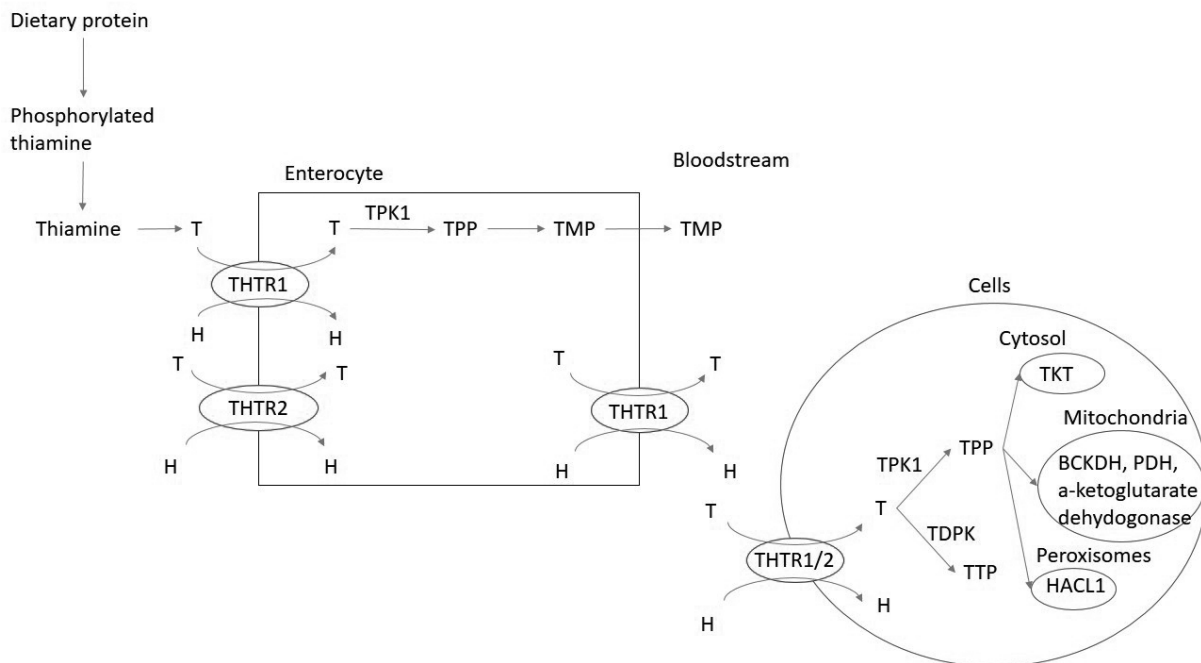 Dietary protein
Phosphorylated
thiamine
Bloodstream
Enterocyte
TPK1
Thiamine
T
T
TPP
TMP
TMP
THTR1
Cells
H
H
Cytosol
T
T
T
T
TKT
THTR2
THTR1
Mitochondria
TPP
TPK1
BCKDH, PDH,
a-ketoglutarate
dehydogonase
H
H
H
H
T
T
TDPK
Peroxisomes
THTR1/2
TTP
HACL1
H
H